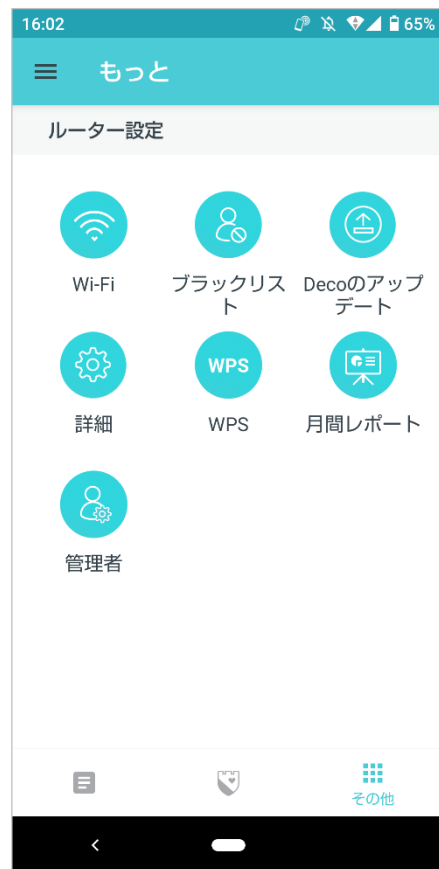 16:02
65%
もっと
ルーター設定
Wi-Fi
ブラックリス
ト
Decoのアップ
デート
詳細
WPS
WPS
月間レポート
管理者
その他